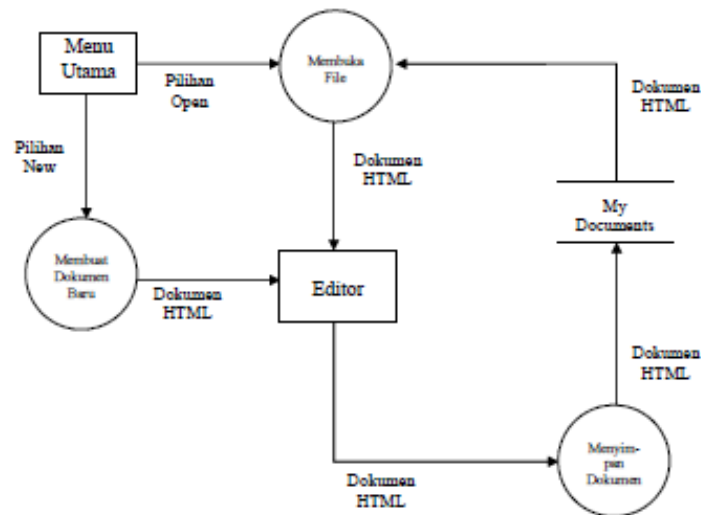 Menu
Utama
Pilihan
Open
Membuka
File
Dokumen
HTML
Pilihan
New
Dokumen
HTML
My
Documents
Membuat
Dokumen
Baru
Dokumen
HTML
Editor
Dokumen
HTML
Dokumen
HTML
Menyim-
pan
Dokumen